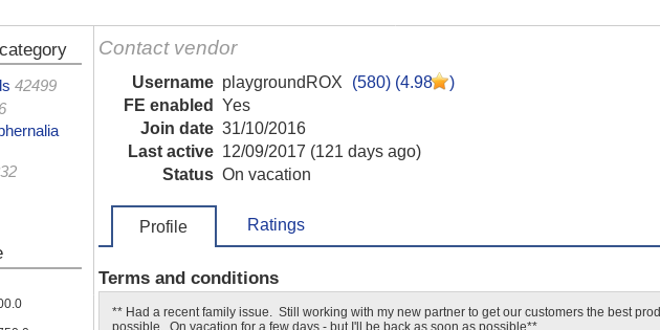 category
ls 42499
6
phernalia
32
e
00.0
Contact vendor
Username playgroundROX (580) (4.98⭐)
FE enabled Yes
Join date 31/10/2016
Last active 12/09/2017 (121 days ago)
Status On vacation
Profile Ratings
Terms and conditions
** Had a recent family issue. Still working with my new partner to get our customers the best prod
possible. On vacation for a few days - but I'll be back as soon as possible**